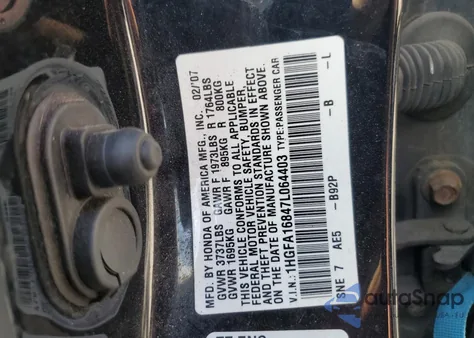 MFD. BY HONDA OF AMERICA MFG., INC. 02/07
GVWR 3737LBS GAWR F 1973LBS R 1764LBS
GVWR 1695KG GAWR F 895KG R 800KG
THIS VEHICLE CONFORMS TO ALL APPLICABLE
FEDERAL MOTOR VEHICLE SAFETY, BUMPER,
AND THEFT PREVENTION STANDARDS IN EFFECT
ON THE DATE OF MANUFACTURE SHOWN ABOVE.
V.I.N.: 1HGFA16847L064403 TYPE:PASSENGER CAR
SNE 7 AE5 -B92P -B -L
autoSnap